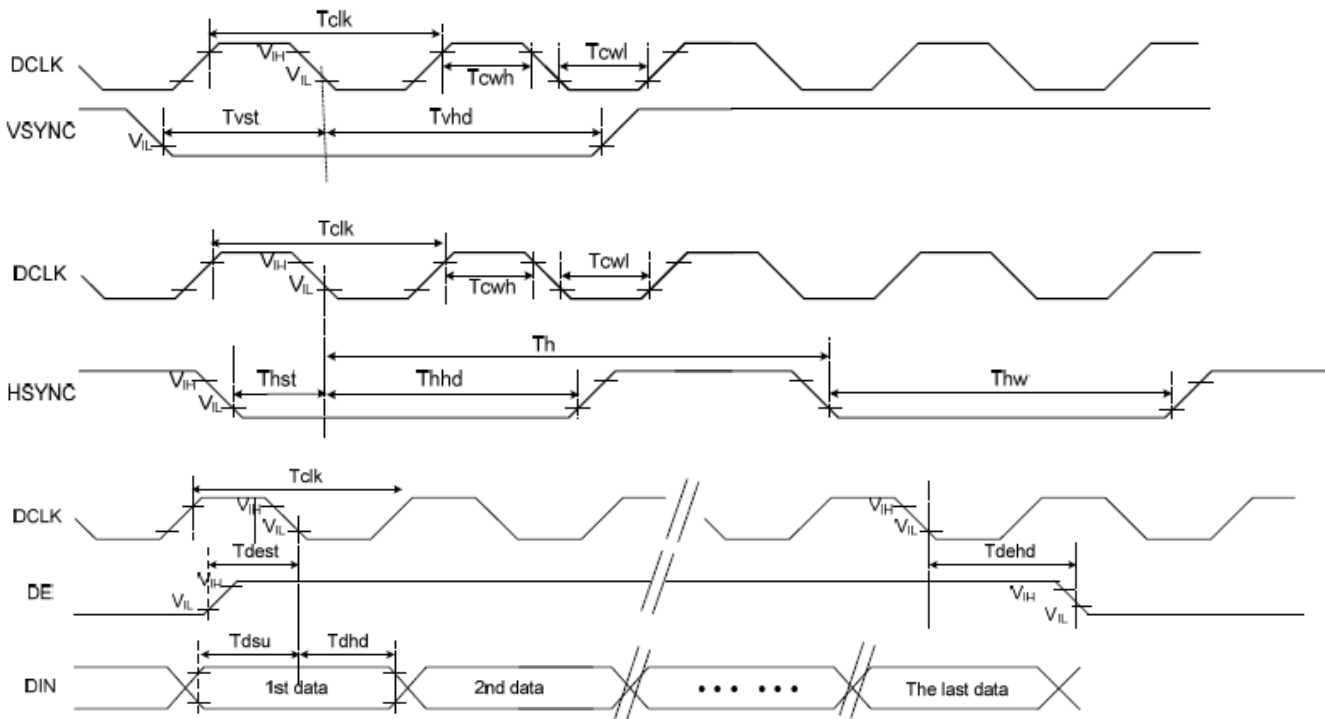 Tclk
DCLK VIH VIL Tcwh Tcwl
VSYNC VIL Tvst Tvhd
Tclk
DCLK VIH VIL Tcwh Tcwl
Th
HSYNC VIH VIL Thst Thhd Thw
Tclk
DCLK VIH VIL VIH VIL
Tdest Tdehd
DE VIH VIL VIH VIL
Tdsu Tdhd
DIN 1st data 2nd data ••• ••• The last data